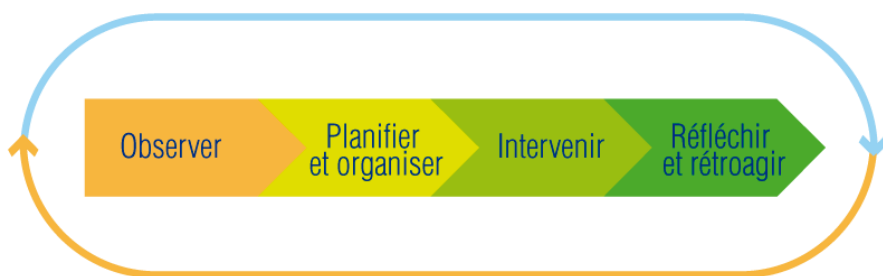 Observer
Planifier
et organiser
Intervenir
Réfléchir
et rétroagir